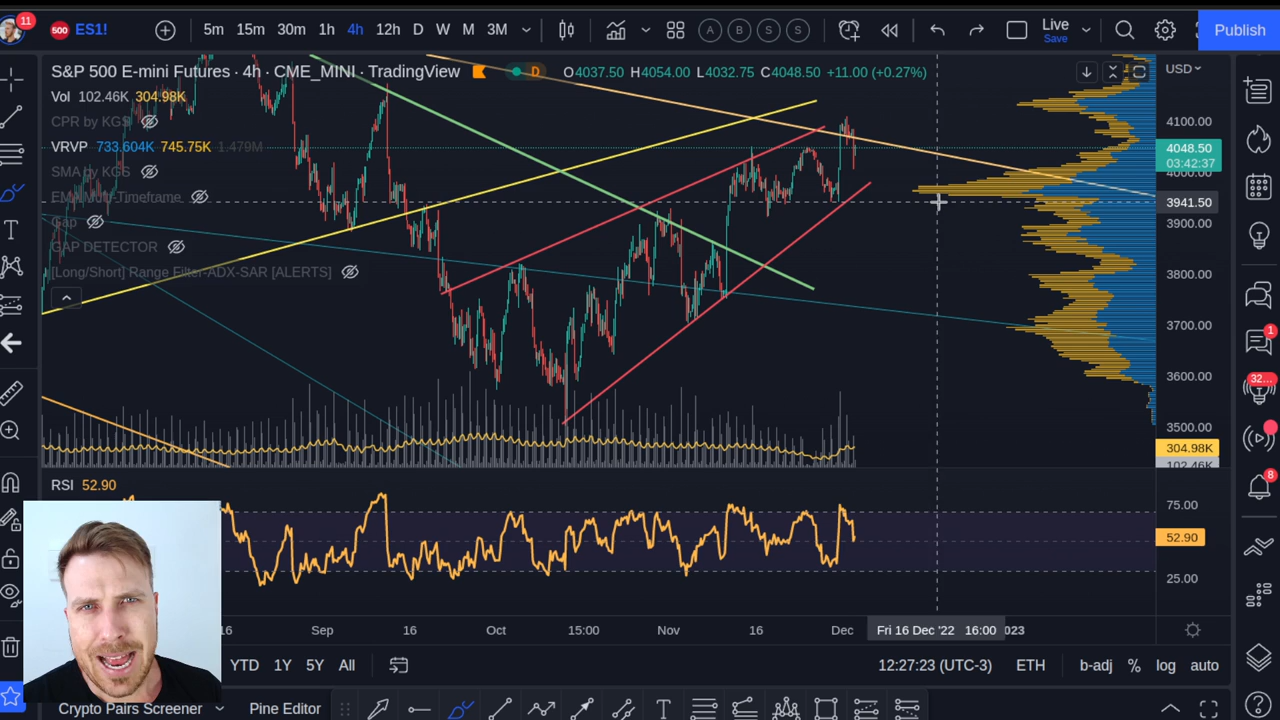 11 500 ES1! 5m 15m 30m 1h 4h 12h D W M 3M A B S S Live Save Publish
S&P 500 E-mini Futures · 4h · CME_MINI · TradingView D O4037.50 H4054.00 L4032.75 C4048.50 +11.00 (+0.27%) USD
Vol 102.46K 304.98K
CPR by KGS
VRVP 733.604K 745.75K 1.479M
SMA by KGS
EMA Multi-Timeframe
Gap
GAP DETECTOR
[Long/Short] Range Filter-ADX-SAR [ALERTS]
4100.00
4048.50
03:42:37
4000.00
3941.50
3900.00
3800.00
3700.00
3600.00
3500.00
304.98K
102.46K
1
32...
8
RSI 52.90
75.00
52.90
25.00
16 Sep 16 Oct 15:00 Nov 16 Dec Fri 16 Dec '22 16:00 023
YTD 1Y 5Y All 12:27:23 (UTC-3) ETH b-adj % log auto
Crypto Pairs Screener Pine Editor